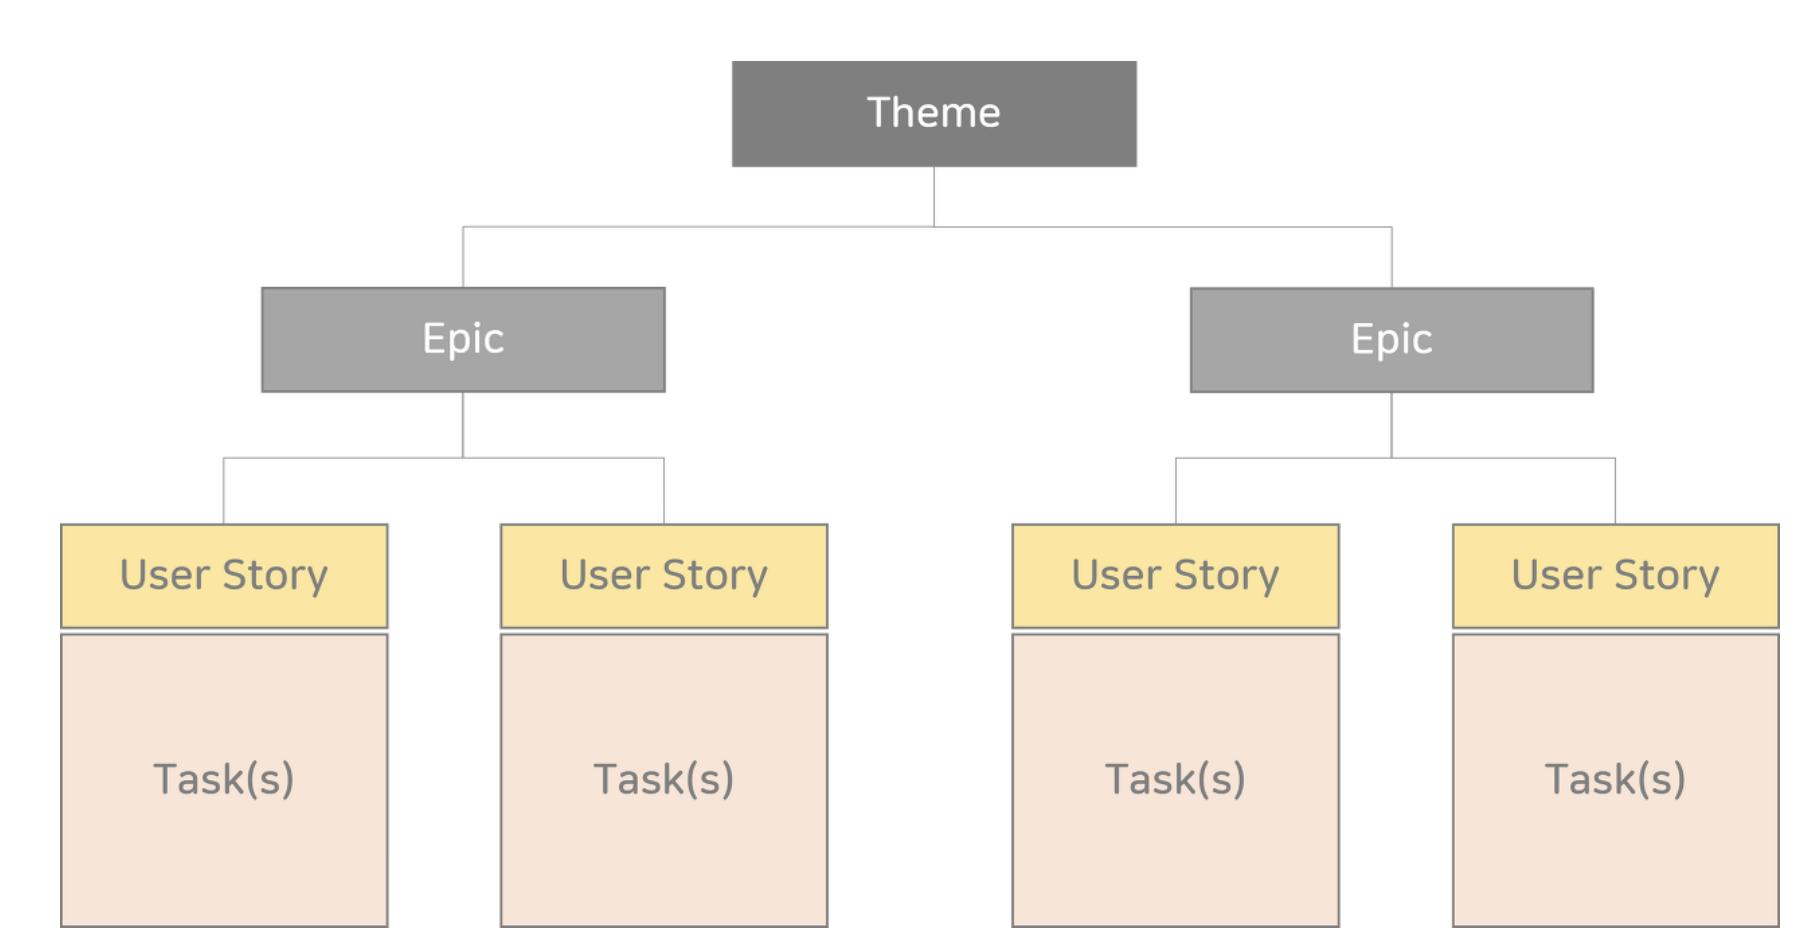 Theme
Epic
Epic
User Story
User Story
User Story
User Story
Task(s)
Task(s)
Task(s)
Task(s)